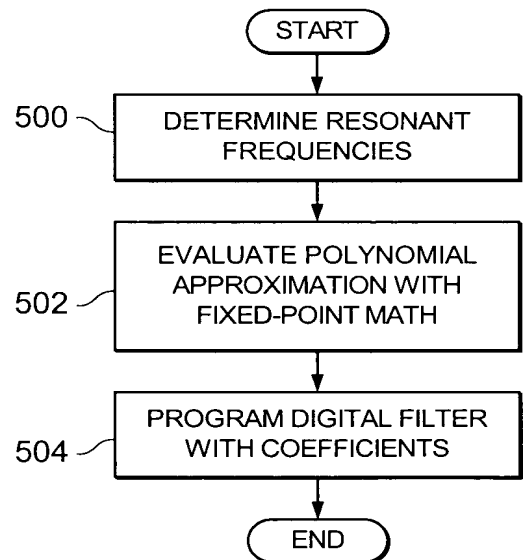 START
500
DETERMINE RESONANT
FREQUENCIES
502
EVALUATE POLYNOMIAL
APPROXIMATION WITH
FIXED-POINT MATH
504
PROGRAM DIGITAL FILTER
WITH COEFFICIENTS
END